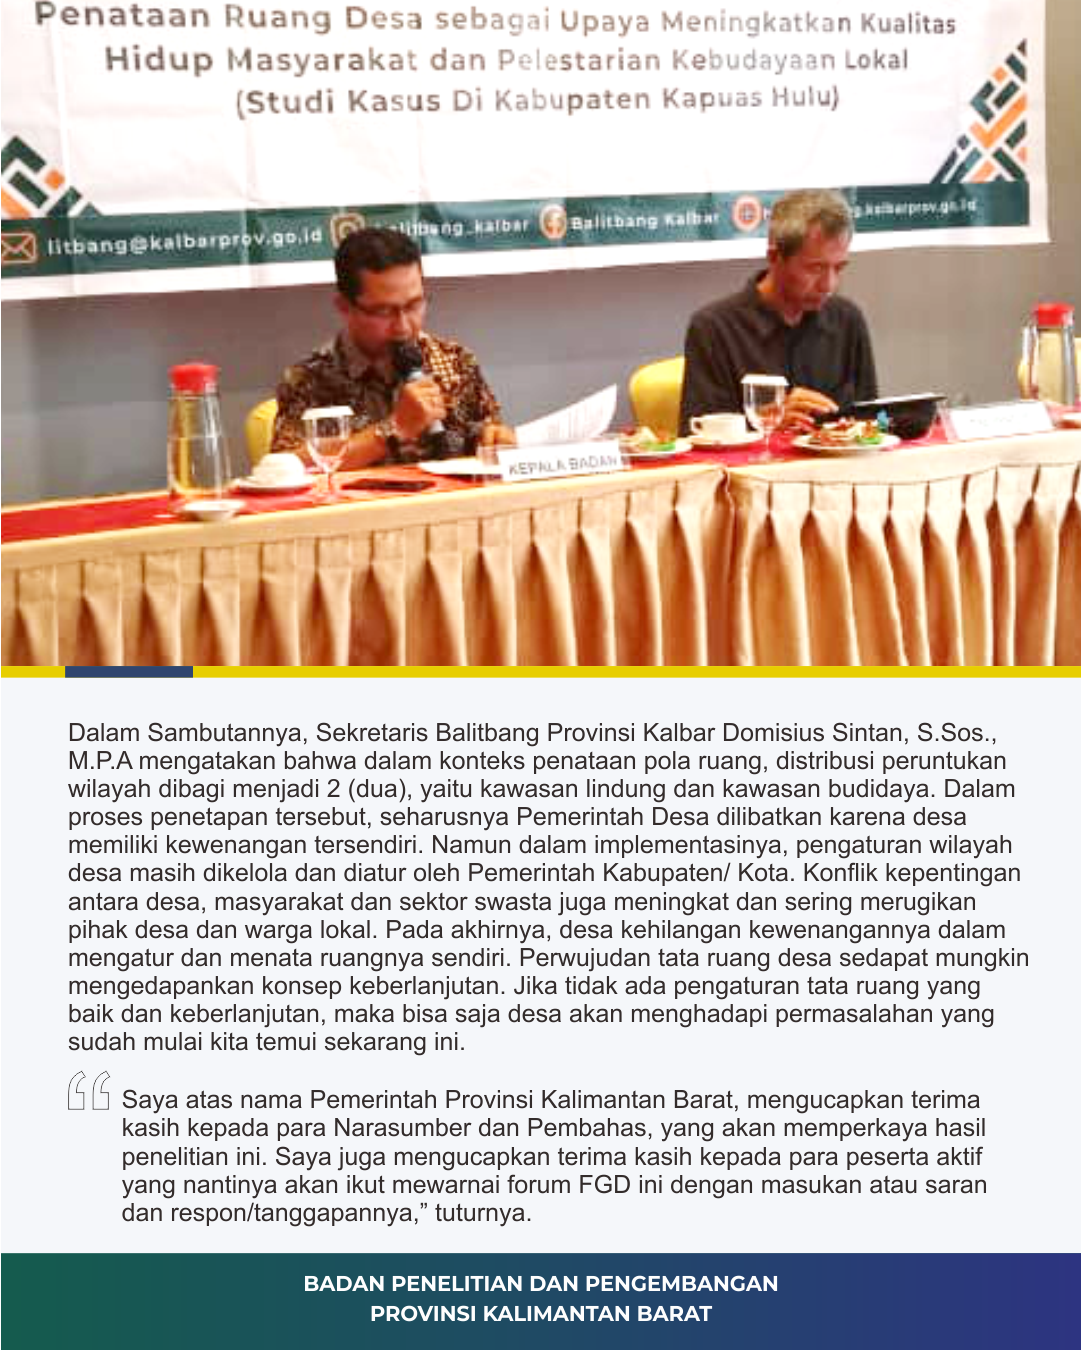 Penataan Ruang Desa sebagai Upaya Meningkatkan Kualitas
Hidup Masyarakat dan Pelestarian Kebudayaan Lokal
(Studi Kasus Di Kabupaten Kapuas Hulu)
litbang@kalbarprov.go.id
Balitbang Kalbar
KEPALA BADAN
Dalam Sambutannya, Sekretaris Balitbang Provinsi Kalbar Domisius Sintan, S.Sos.,
M.P.A mengatakan bahwa dalam konteks penataan pola ruang, distribusi peruntukan
wilayah dibagi menjadi 2 (dua), yaitu kawasan lindung dan kawasan budidaya. Dalam
proses penetapan tersebut, seharusnya Pemerintah Desa dilibatkan karena desa
memiliki kewenangan tersendiri. Namun dalam implementasinya, pengaturan wilayah
desa masih dikelola dan diatur oleh Pemerintah Kabupaten/ Kota. Konflik kepentingan
antara desa, masyarakat dan sektor swasta juga meningkat dan sering merugikan
pihak desa dan warga lokal. Pada akhirnya, desa kehilangan kewenangannya dalam
mengatur dan menata ruangnya sendiri. Perwujudan tata ruang desa sedapat mungkin
mengedapankan konsep keberlanjutan. Jika tidak ada pengaturan tata ruang yang
baik dan keberlanjutan, maka bisa saja desa akan menghadapi permasalahan yang
sudah mulai kita temui sekarang ini.
“Saya atas nama Pemerintah Provinsi Kalimantan Barat, mengucapkan terima
kasih kepada para Narasumber dan Pembahas, yang akan memperkaya hasil
penelitian ini. Saya juga mengucapkan terima kasih kepada para peserta aktif
yang nantinya akan ikut mewarnai forum FGD ini dengan masukan atau saran
dan respon/tanggapannya,” tuturnya.
BADAN PENELITIAN DAN PENGEMBANGAN
PROVINSI KALIMANTAN BARAT